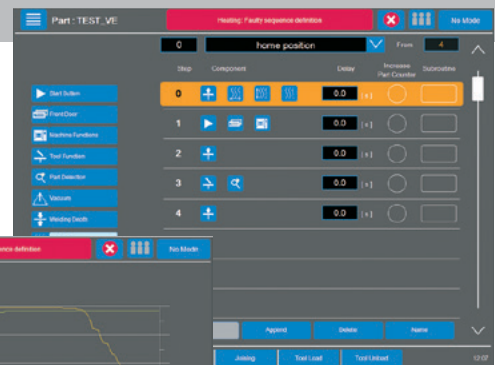 Part : TEST_VE
Heating: Faulty sequence definition
No Mode
0
home position
From
4
Step
Component
Delay
Increase
Part Counter
Subroutine
0
0.0
[s]
1
0.0
[s]
2
0.0
[s]
3
0.0
[s]
4
0.0
[s]
Start Button
Front Door
Machine Functions
Tool Function
Part Detection
Vacuum
Welding Depth
ence definition
No Mode
Append
Delete
Name
Joining
Tool Load
Tool Unload
12:07